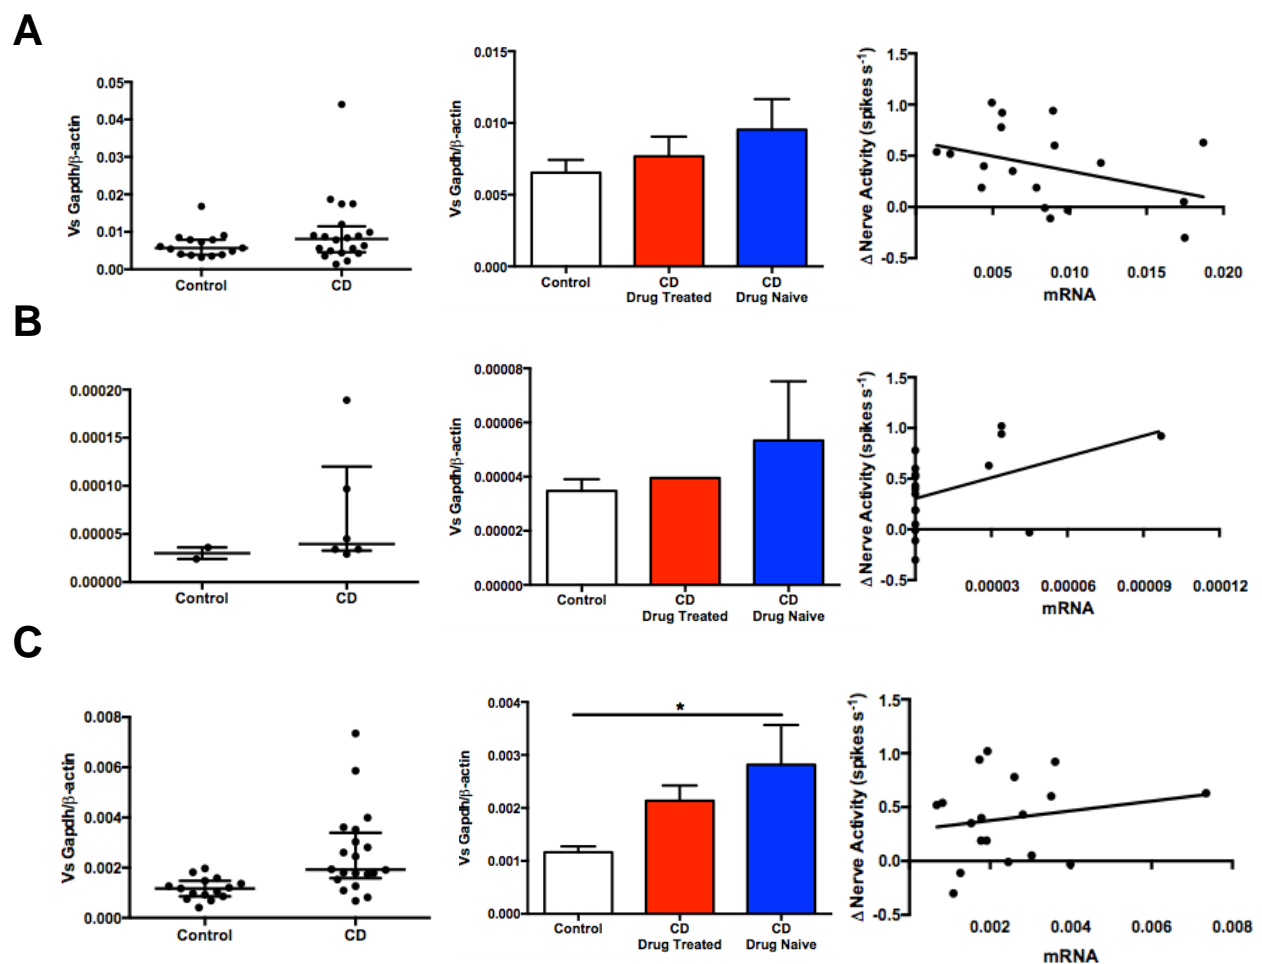 A
0.05
0.04
0.03
0.02
0.01
0.00
Vs Gapdh/β-actin
Control
CD
0.015
0.010
0.005
0.000
Vs Gapdh/β-actin
Control
CD
Drug Treated
CD
Drug Naive
1.5
1.0
0.5
0.0
-0.5
Δ Nerve Activity (spikes s⁻¹)
0.005
0.010
0.015
0.020
mRNA
B
0.00020
0.00015
0.00010
0.00005
0.00000
Control
CD
0.00008
0.00006
0.00004
0.00002
0.00000
Vs Gapdh/β-actin
Control
CD
Drug Treated
CD
Drug Naive
1.5
1.0
0.5
0.0
-0.5
Δ Nerve Activity (spikes s⁻¹)
0.00003
0.00006
0.00009
0.00012
mRNA
C
0.008
0.006
0.004
0.002
0.000
Vs Gapdh/β-actin
Control
CD
0.004
0.003
0.002
0.001
0.000
Vs Gapdh/β-actin
*
Control
CD
Drug Treated
CD
Drug Naive
1.5
1.0
0.5
0.0
-0.5
Δ Nerve Activity (spikes s⁻¹)
0.002
0.004
0.006
0.008
mRNA